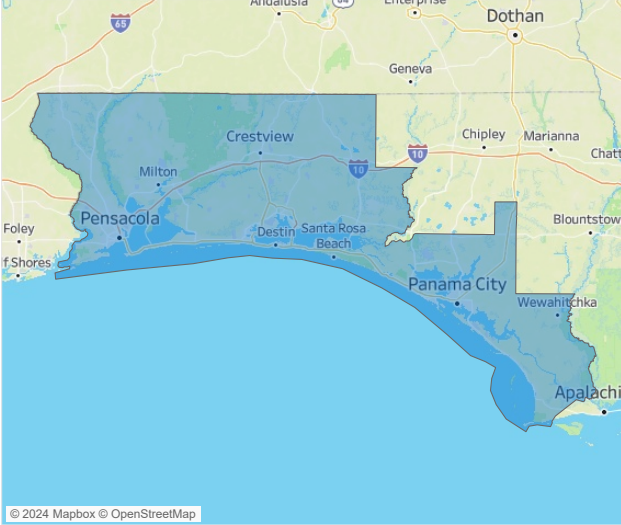 Andalusia
Enterprise
84
65
Dothan
Geneva
Crestview
10
Chipley
Marianna
10
Chatt
Milton
Pensacola
Foley
Destin
Santa Rosa
Beach
Blountstow
f Shores
Panama City
Wewahitchka
Apalachi
© 2024 Mapbox © OpenStreetMap